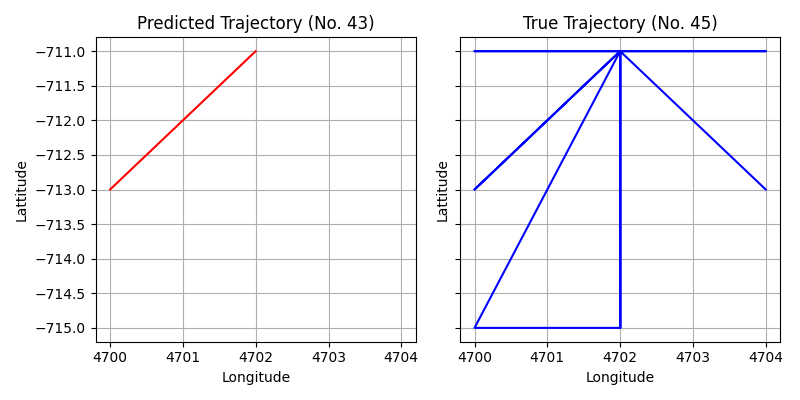 Predicted Trajectory (No. 43)
True Trajectory (No. 45)
Lattitude
−711.0
−711.5
−712.0
−712.5
−713.0
−713.5
−714.0
−714.5
−715.0
4700 4701 4702 4703 4704
Longitude
Lattitude
4700 4701 4702 4703 4704
Longitude